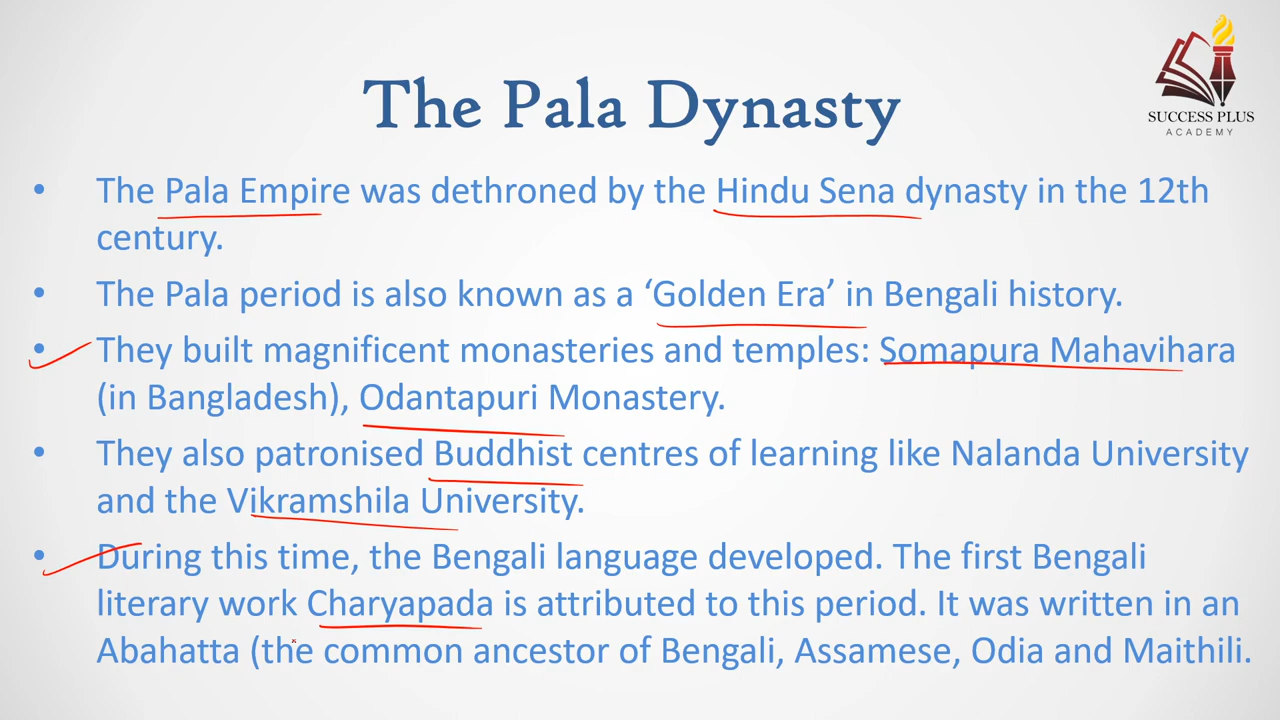 The Pala Dynasty
SUCCESS PLUS
ACADEMY
• The Pala Empire was dethroned by the Hindu Sena dynasty in the 12th
century.
• The Pala period is also known as a ‘Golden Era’ in Bengali history.
• They built magnificent monasteries and temples: Somapura Mahavihara
(in Bangladesh), Odantapuri Monastery.
• They also patronised Buddhist centres of learning like Nalanda University
and the Vikramshila University.
• During this time, the Bengali language developed. The first Bengali
literary work Charyapada is attributed to this period. It was written in an
Abahatta (the common ancestor of Bengali, Assamese, Odia and Maithili.